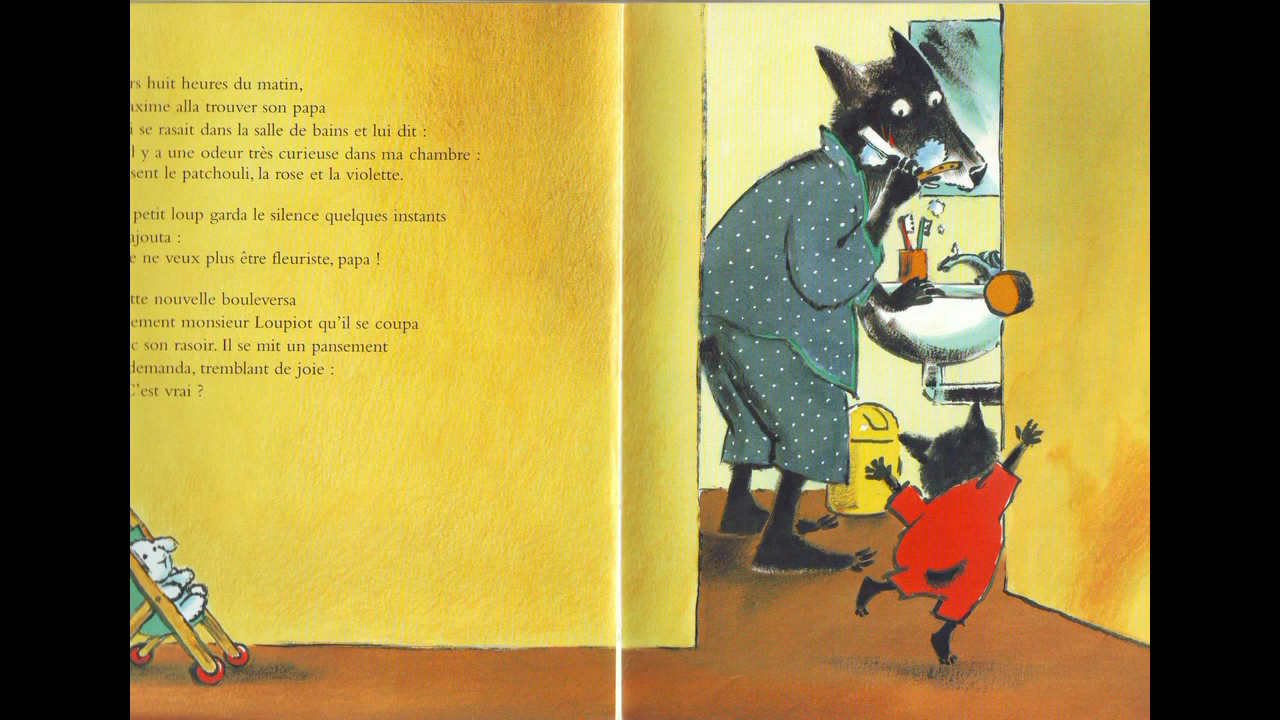 rs huit heures du matin,
axime alla trouver son papa
i se rasait dans la salle de bains et lui dit :
l y a une odeur très curieuse dans ma chambre :
sent le patchouli, la rose et la violette.
petit loup garda le silence quelques instants
ajouta :
e ne veux plus être fleuriste, papa !
tte nouvelle bouleversa
ement monsieur Loupiot qu'il se coupa
c son rasoir. Il se mit un pansement
demanda, tremblant de joie :
C'est vrai ?